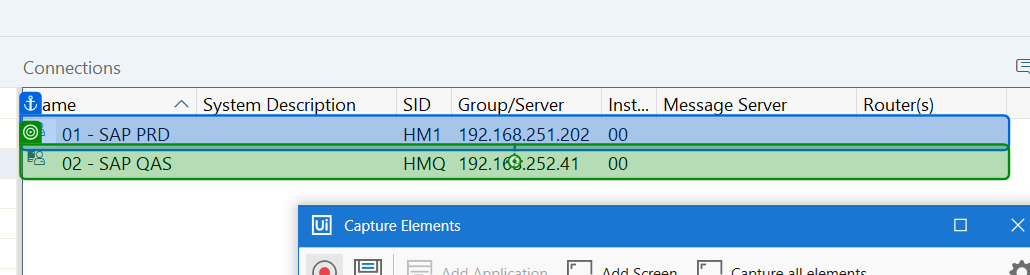 Connections
ame System Description SID Group/Server Inst... Message Server Router(s)
01 - SAP PRD HM1 192.168.251.202 00
02 - SAP QAS HMQ 192.168.252.41 00
Ui Capture Elements
Add Application Add Screen Capture all elements